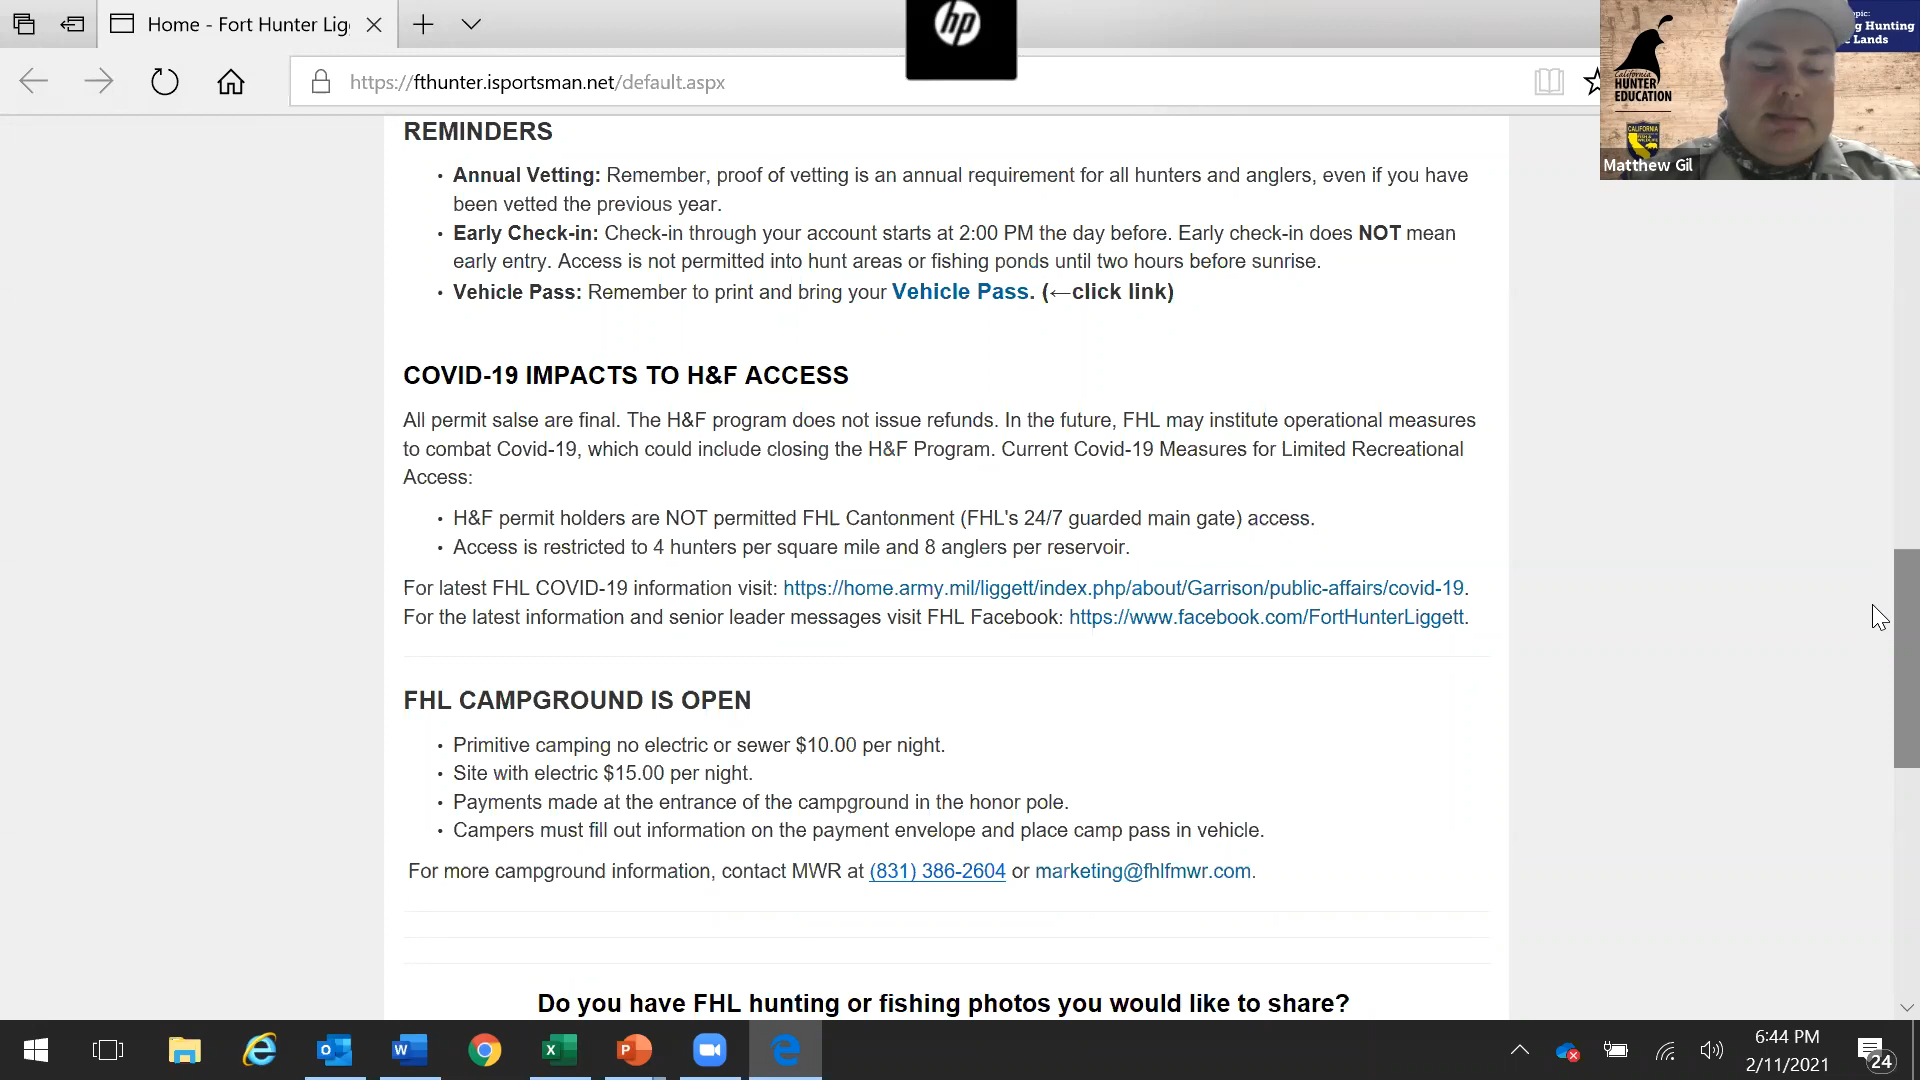 Home - Fort Hunter Lig
https://fthunter.isportsman.net/default.aspx
hp
California
HUNTER
EDUCATION
CALIFORNIA
Matthew Gil
pic:
g Hunting
Lands
REMINDERS
• Annual Vetting: Remember, proof of vetting is an annual requirement for all hunters and anglers, even if you have
been vetted the previous year.
• Early Check-in: Check-in through your account starts at 2:00 PM the day before. Early check-in does NOT mean
early entry. Access is not permitted into hunt areas or fishing ponds until two hours before sunrise.
• Vehicle Pass: Remember to print and bring your Vehicle Pass. (←click link)
COVID-19 IMPACTS TO H&F ACCESS
All permit salse are final. The H&F program does not issue refunds. In the future, FHL may institute operational measures
to combat Covid-19, which could include closing the H&F Program. Current Covid-19 Measures for Limited Recreational
Access:
• H&F permit holders are NOT permitted FHL Cantonment (FHL's 24/7 guarded main gate) access.
• Access is restricted to 4 hunters per square mile and 8 anglers per reservoir.
For latest FHL COVID-19 information visit: https://home.army.mil/liggett/index.php/about/Garrison/public-affairs/covid-19.
For the latest information and senior leader messages visit FHL Facebook: https://www.facebook.com/FortHunterLiggett.
FHL CAMPGROUND IS OPEN
• Primitive camping no electric or sewer $10.00 per night.
• Site with electric $15.00 per night.
• Payments made at the entrance of the campground in the honor pole.
• Campers must fill out information on the payment envelope and place camp pass in vehicle.
For more campground information, contact MWR at (831) 386-2604 or marketing@fhlfmwr.com.
Do you have FHL hunting or fishing photos you would like to share?
6:44 PM
2/11/2021
24